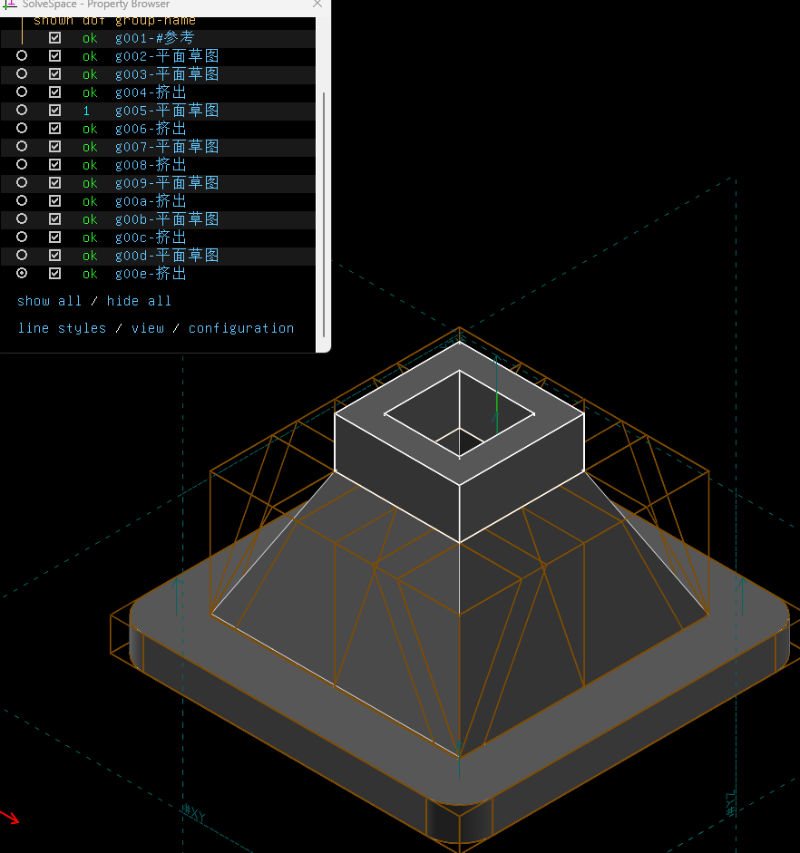 SolveSpace - Property Browser
shown dof group-name
g001-#参考
ok g002-平面草图
ok g003-平面草图
ok g004-挤出
1 g005-平面草图
ok g006-挤出
ok g007-平面草图
ok g008-挤出
ok g009-平面草图
ok g00a-挤出
ok g00b-平面草图
ok g00c-挤出
ok g00d-平面草图
ok g00e-挤出
show all / hide all
line styles / view / configuration
#XY
#YZ